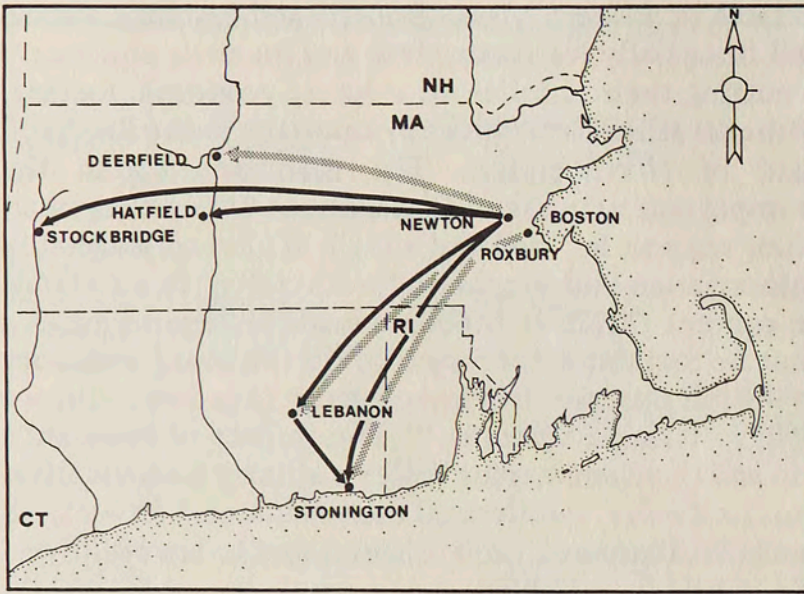 N
NH
MA
DEERFIELD
HATFIELD
NEWTON
BOSTON
STOCKBRIDGE
ROXBURY
RI
LEBANON
STONINGTON
CT